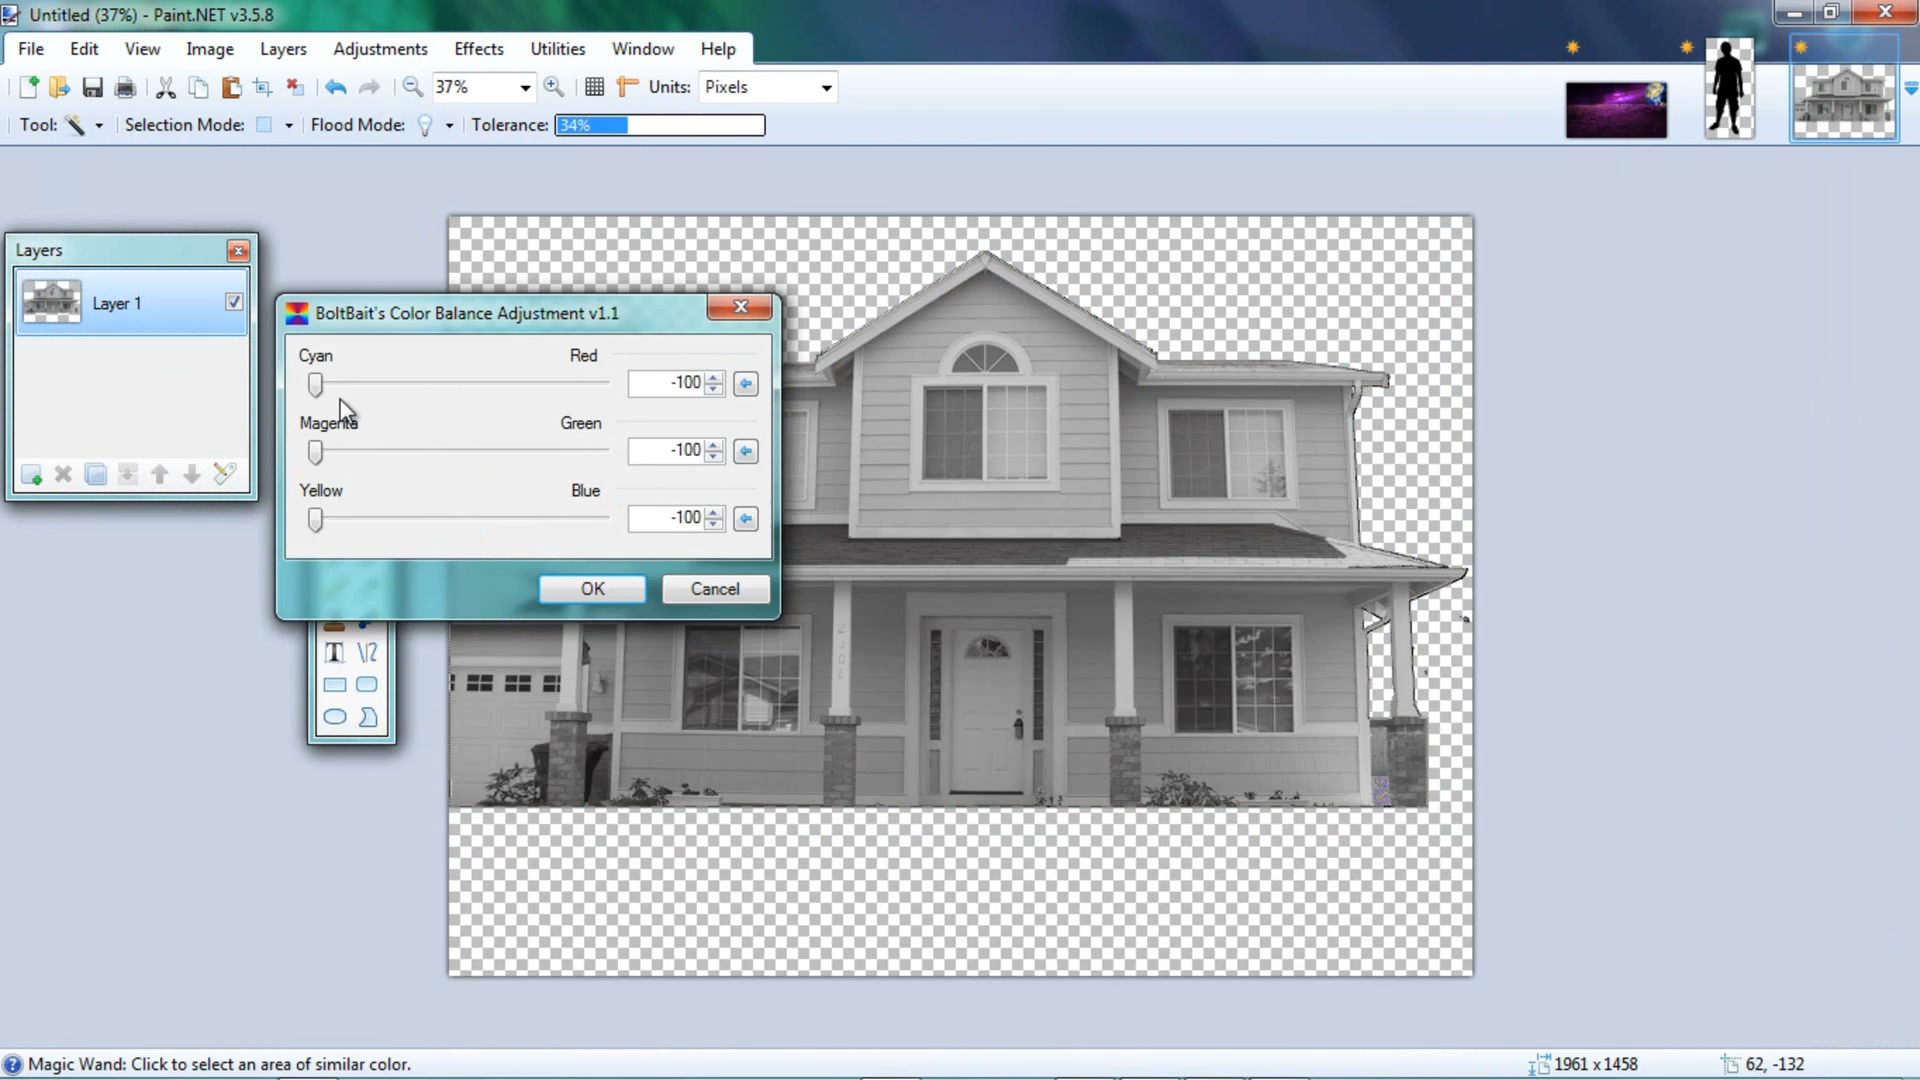 Untitled (37%) - Paint.NET v3.5.8
File Edit View Image Layers Adjustments Effects Utilities Window Help
37% Units: Pixels
Tool: Selection Mode: Flood Mode: Tolerance: 34%
Layers
Layer 1
BoltBait's Color Balance Adjustment v1.1
Cyan Red
-100
Magenta Green
-100
Yellow Blue
-100
OK Cancel
Magic Wand: Click to select an area of similar color.
1961 x 1458
62, -132